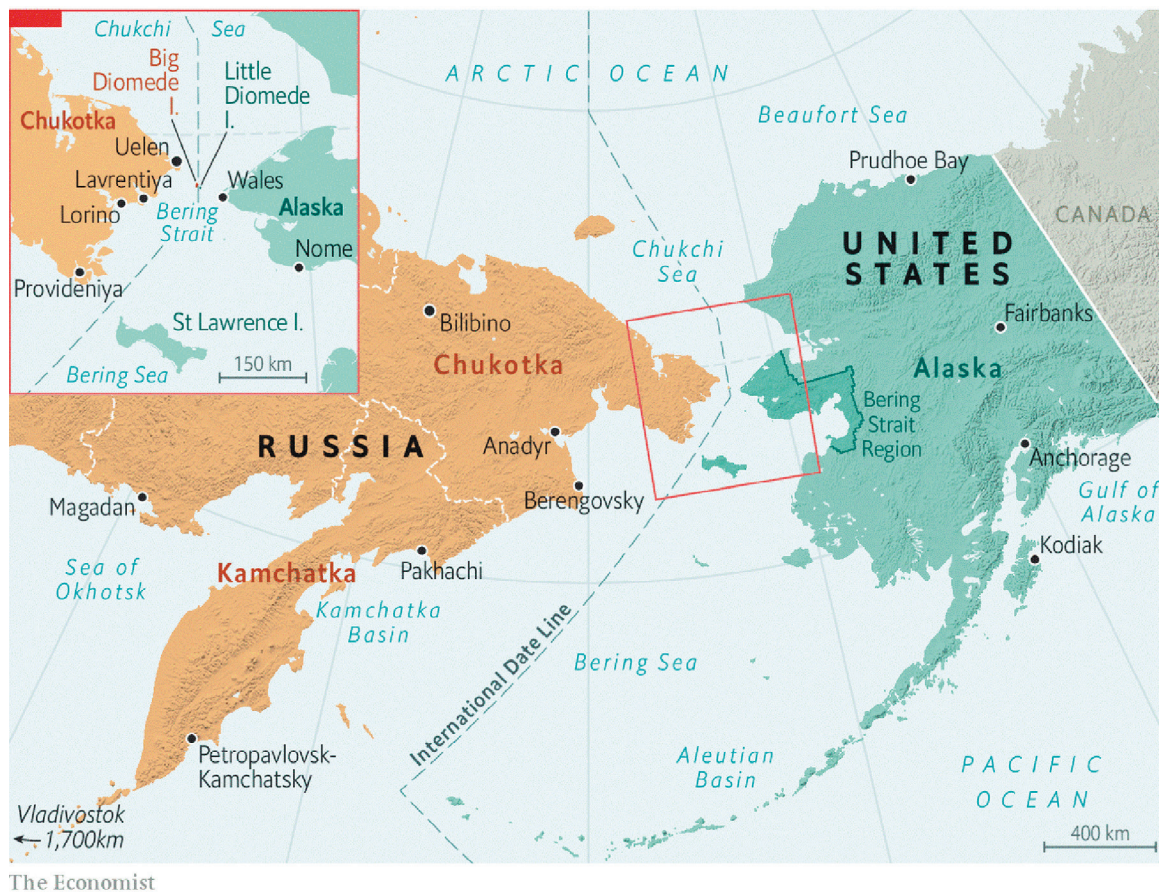 Chukchi Sea
Big
Diomede
I.
Little
Diomede
I.
Chukotka
Uelen
Lavrentiya
Lorino
Bering
Strait
Wales
Alaska
Nome
Provideniya
St Lawrence I.
Bering Sea
150 km
ARCTIC OCEAN
Beaufort Sea
Prudhoe Bay
CANADA
UNITED
STATES
Chukchi
Sea
Fairbanks
Bilibino
Chukotka
Alaska
Bering
Strait
Region
RUSSIA
Anadyr
Anchorage
Magadan
Berengovsky
Gulf of
Alaska
Kodiak
Sea of
Okhotsk
Kamchatka
Pakhachi
Kamchatka
Basin
International Date Line
Bering Sea
Petropavlovsk-
Kamchatsky
Aleutian
Basin
PACIFIC
OCEAN
Vladivostok
1,700km
400 km
The Economist